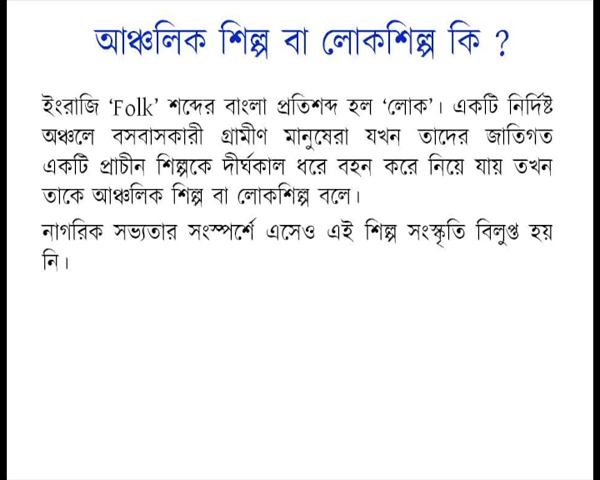 আঞ্চলিক শিল্প বা লোকশিল্প কি ?
ইংরাজি ‘Folk’ শব্দের বাংলা প্রতিশব্দ হল ‘লোক’। একটি নির্দিষ্ট
অঞ্চলে বসবাসকারী গ্রামীণ মানুষেরা যখন তাদের জাতিগত
একটি প্রাচীন শিল্পকে দীর্ঘকাল ধরে বহন করে নিয়ে যায় তখন
তাকে আঞ্চলিক শিল্প বা লোকশিল্প বলে।
নাগরিক সভ্যতার সংস্পর্শে এসেও এই শিল্প সংস্কৃতি বিলুপ্ত হয়
নি।